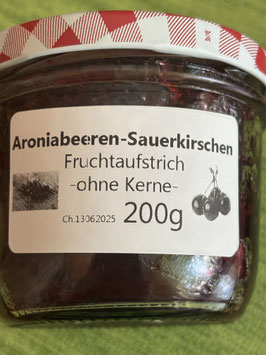 Aroniabeeren-Sauerkirschen
Fruchtaufstrich
-ohne Kerne-
Ch.13062025 200g